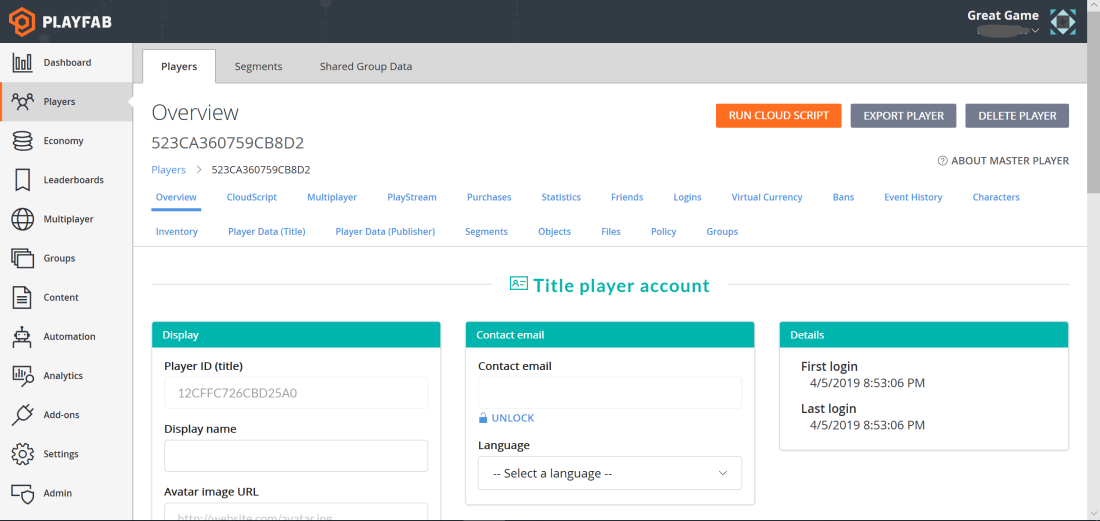 PLAYFAB
Great Game
Dashboard
Players
Economy
Leaderboards
Multiplayer
Groups
Content
Automation
Analytics
Add-ons
Settings
Admin
Players Segments Shared Group Data
Overview
RUN CLOUD SCRIPT EXPORT PLAYER DELETE PLAYER
523CA360759CB8D2
Players > 523CA360759CB8D2
ABOUT MASTER PLAYER
Overview CloudScript Multiplayer PlayStream Purchases Statistics Friends Logins Virtual Currency Bans Event History Characters
Inventory Player Data (Title) Player Data (Publisher) Segments Objects Files Policy Groups
Title player account
Display
Player ID (title)
12CFFC726CBD25A0
Display name
Avatar image URL
http://website.com/avatar.jpg
Contact email
Contact email
UNLOCK
Language
-- Select a language --
Details
First login
4/5/2019 8:53:06 PM
Last login
4/5/2019 8:53:06 PM